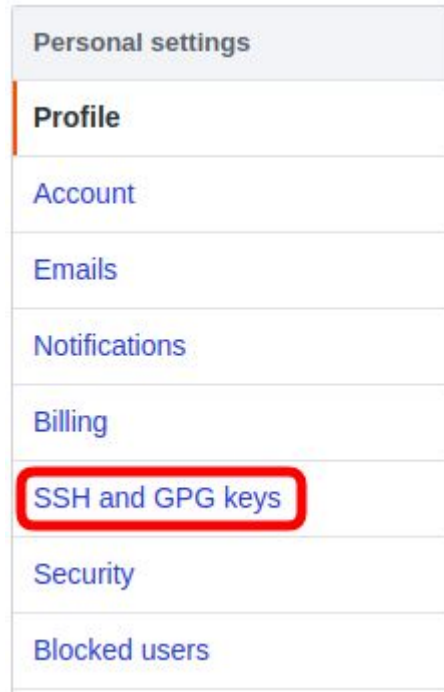 Personal settings
Profile
Account
Emails
Notifications
Billing
SSH and GPG keys
Security
Blocked users